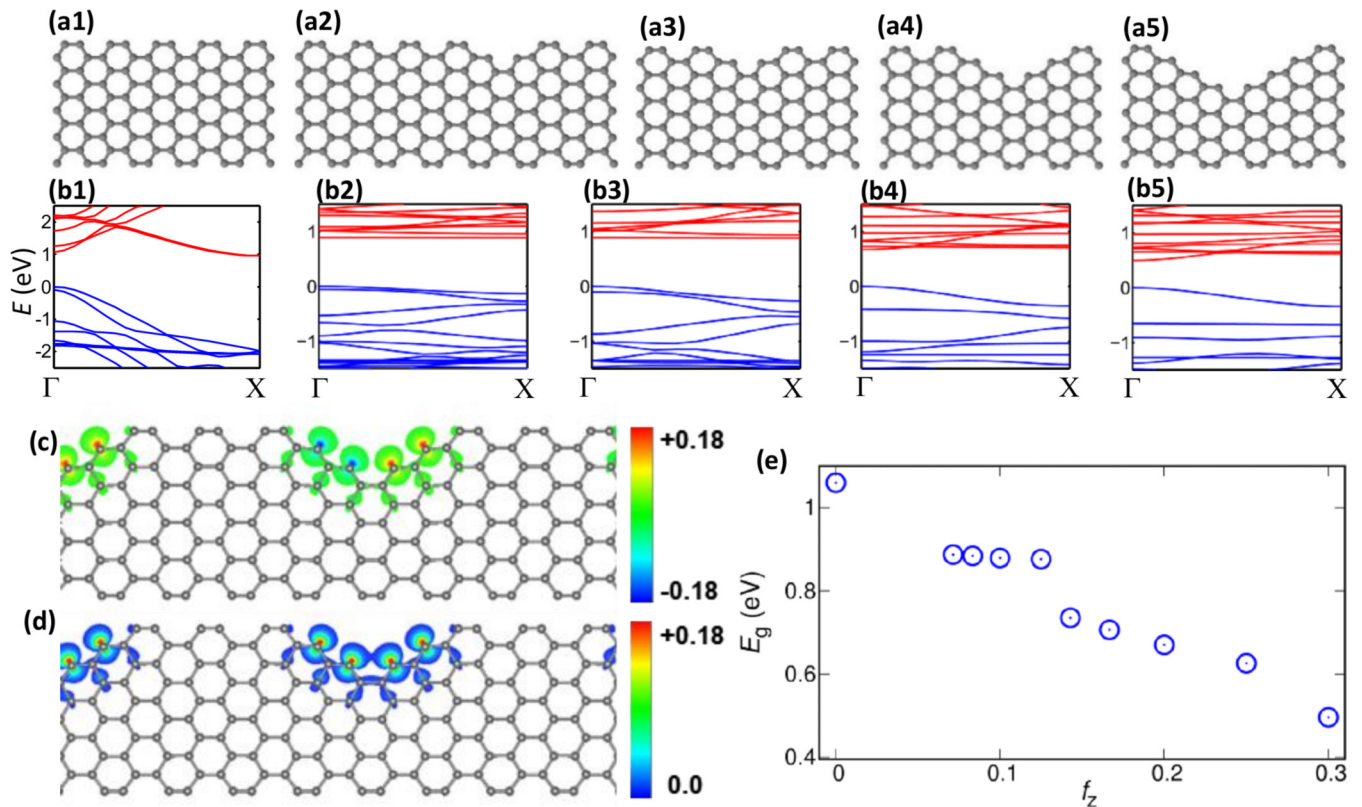 (a1) (a2) (a3) (a4) (a5)
(b1) (b2) (b3) (b4) (b5)
E (eV)
2
1
0
-1
-2
Γ X
1
0
-1
Γ X
1
0
-1
Γ X
1
0
-1
Γ X
1
0
-1
Γ X
(c)
+0.18
-0.18
(d)
+0.18
0.0
(e)
E_g (eV)
1
0.8
0.6
0.4
0 0.1 0.2 0.3
f_z